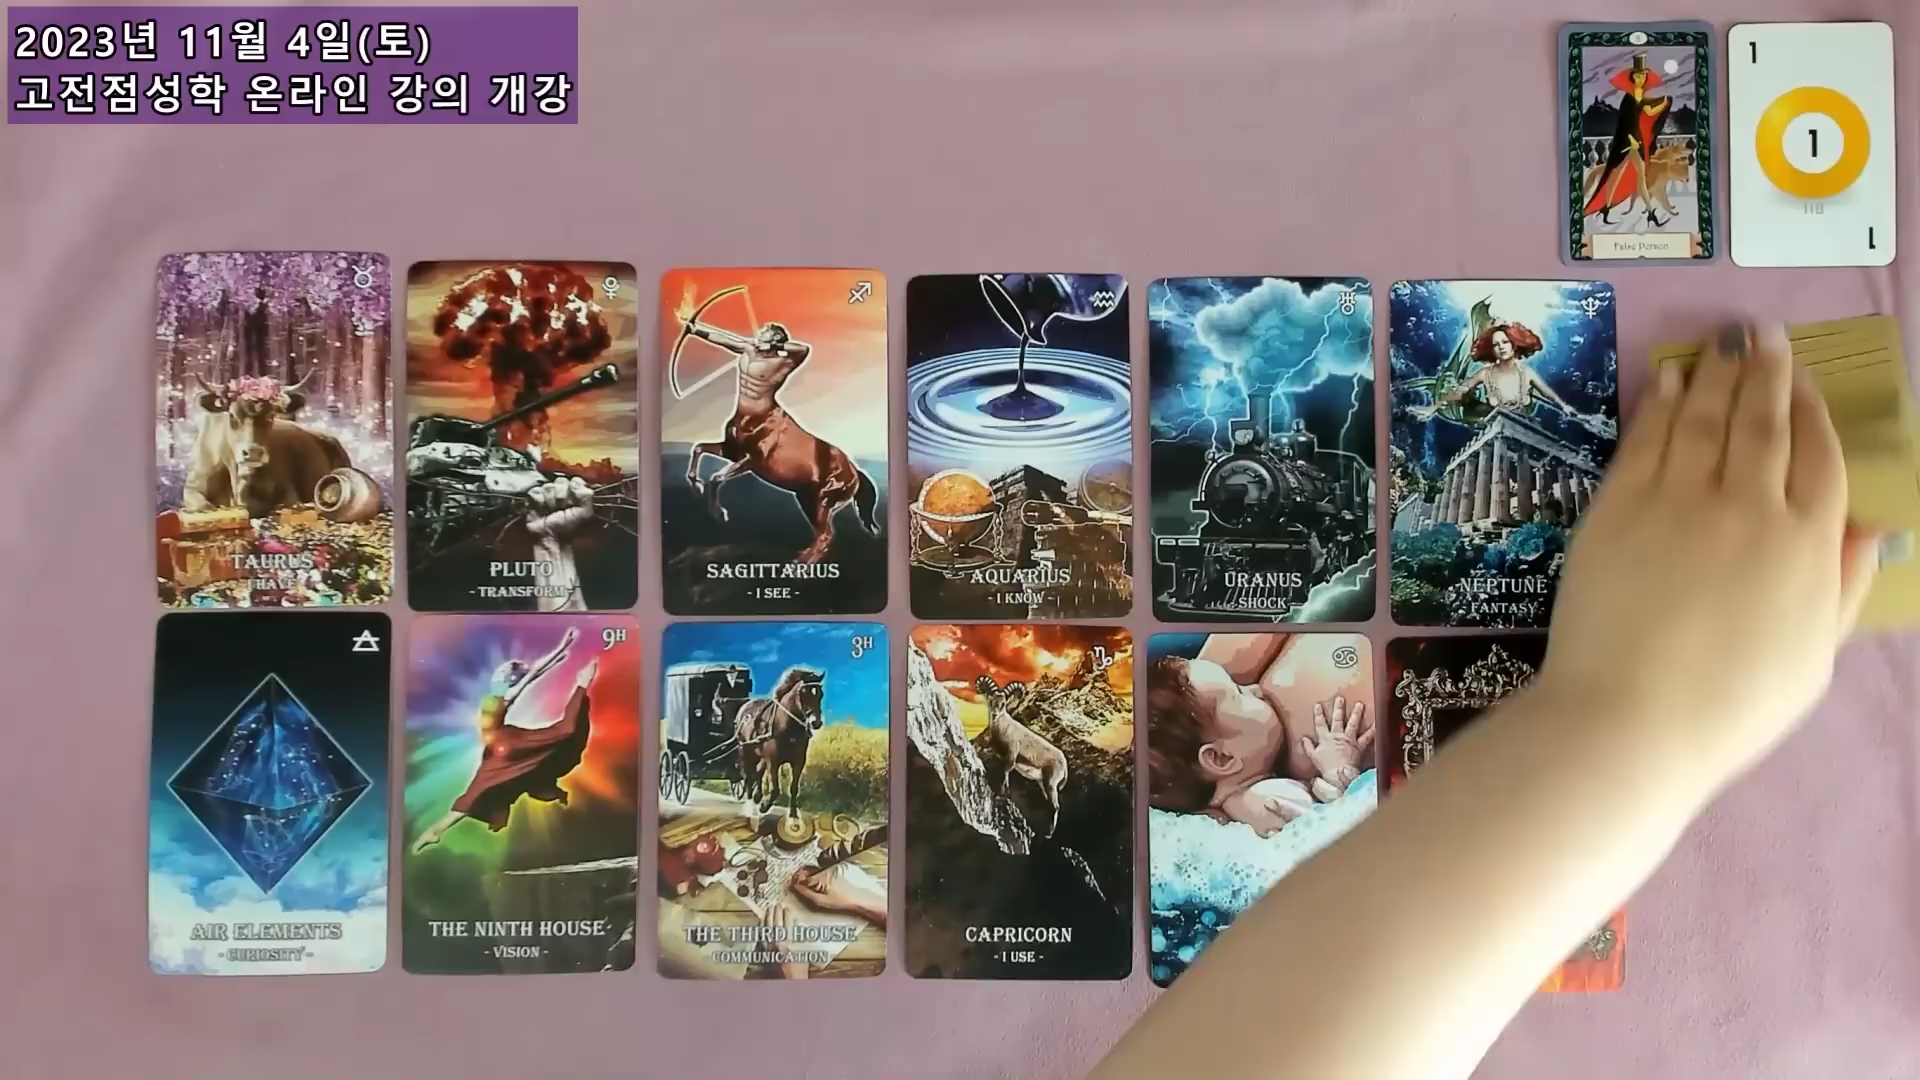 2023년 11월 4일(토)
고전점성학 온라인 강의 개강
False Person
1
1
1
TAURUS
I HAVE
PLUTO
- TRANSFORM -
SAGITTARIUS
- I SEE -
AQUARIUS
- I KNOW -
URANUS
- SHOCK -
NEPTUNE
FANTASY
AIR ELEMENTS
- CURIOSITY -
9H
THE NINTH HOUSE
- VISION -
3H
THE THIRD HOUSE
COMMUNICATION
CAPRICORN
- I USE -